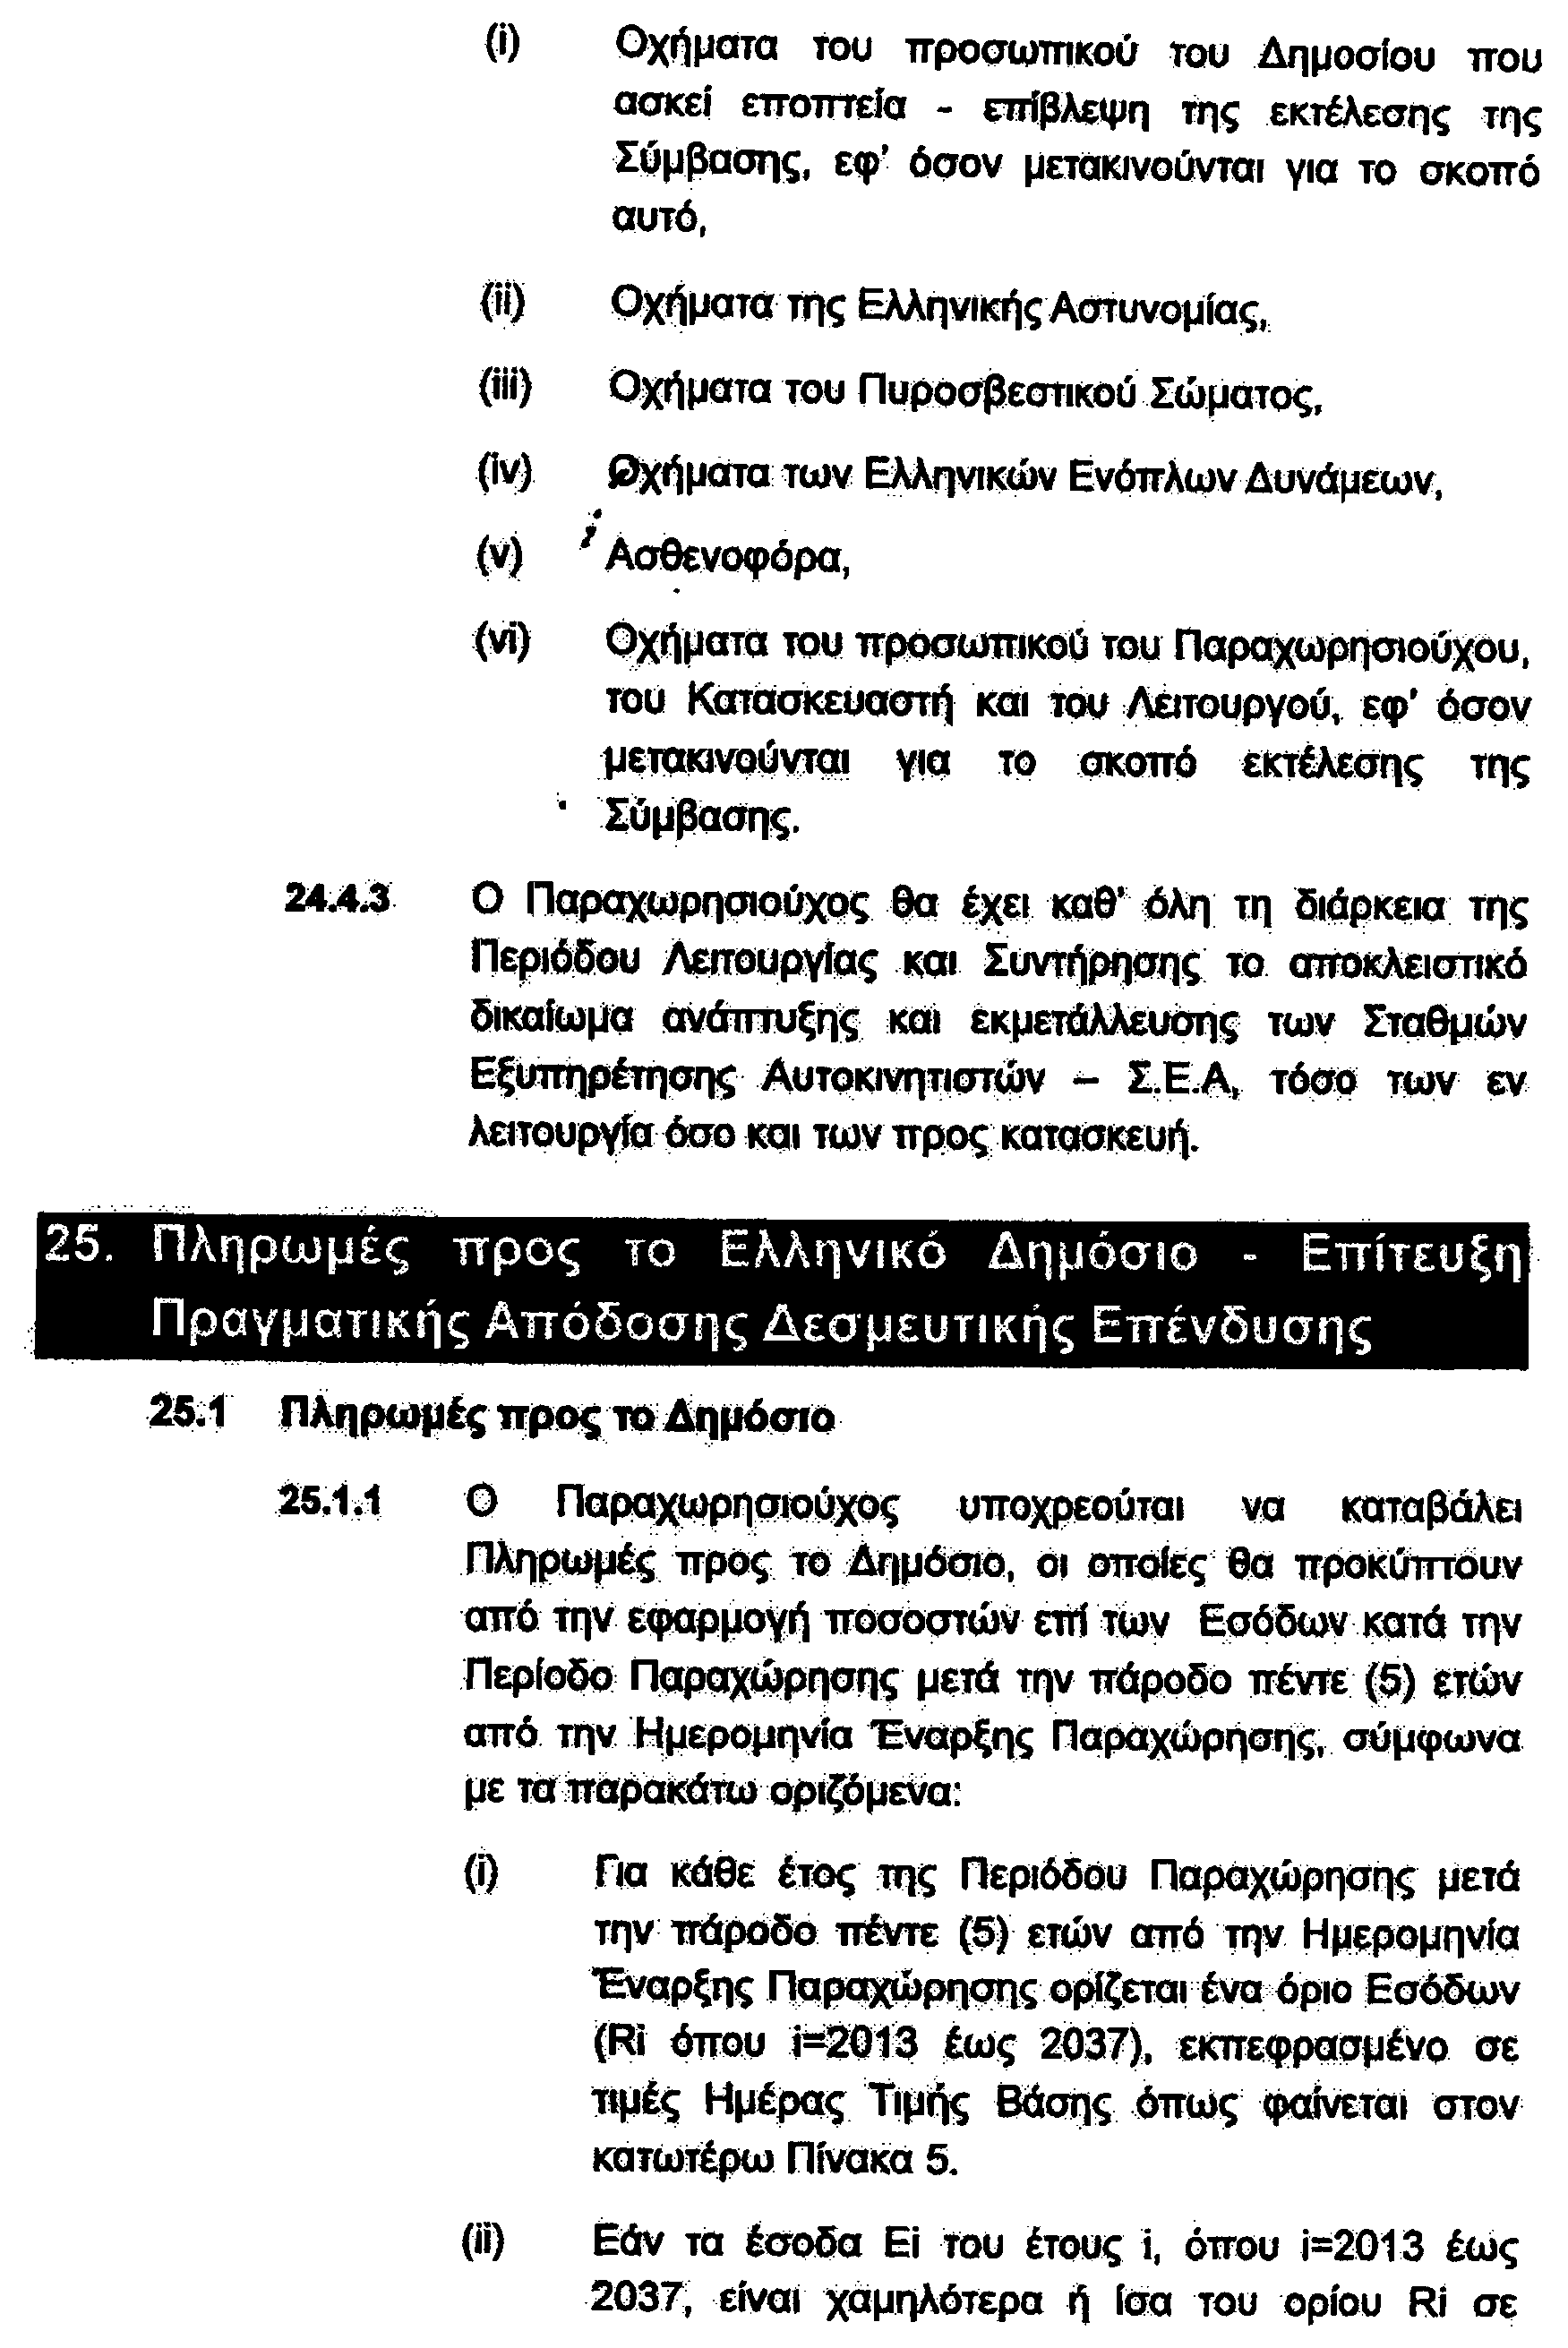 (i) Οχήματα του προσωπικού του Δημοσίου που
ασκεί εποπτεία - επίβλεψη της εκτέλεσης της
Σύμβασης, εφ' όσον μετακινούνται για το σκοπό
αυτό,
(ii) Οχήματα της Ελληνικής Αστυνομίας,
(iii) Οχήματα του Πυροσβεστικού Σώματος,
(iv) Οχήματα των Ελληνικών Ενόπλων Δυνάμεων,
(v) Ασθενοφόρα,
(vi) Οχήματα του προσωπικού του Παραχωρησιούχου,
του Κατασκευαστή και του Λειτουργού, εφ' όσον
μετακινούνται για το σκοπό εκτέλεσης της
Σύμβασης.
24.4.3 Ο Παραχωρησιούχος θα έχει καθ' όλη τη διάρκεια της
Περιόδου Λειτουργίας και Συντήρησης το αποκλειστικό
δικαίωμα ανάπτυξης και εκμετάλλευσης των Σταθμών
Εξυπηρέτησης Αυτοκινητιστών – Σ.Ε.Α, τόσο των εν
λειτουργία όσο και των προς κατασκευή.
25. Πληρωμές προς το Ελληνικό Δημόσιο - Επίτευξη
Πραγματικής Απόδοσης Δεσμευτικής Επένδυσης
25.1 Πληρωμές προς το Δημόσιο
25.1.1 Ο Παραχωρησιούχος υποχρεούται να καταβάλει
Πληρωμές προς το Δημόσιο, οι οποίες θα προκύπτουν
από την εφαρμογή ποσοστών επί των Εσόδων κατά την
Περίοδο Παραχώρησης μετά την πάροδο πέντε (5) ετών
από την Ημερομηνία Έναρξης Παραχώρησης, σύμφωνα
με τα παρακάτω οριζόμενα:
(i) Για κάθε έτος της Περιόδου Παραχώρησης μετά
την πάροδο πέντε (5) ετών από την Ημερομηνία
Έναρξης Παραχώρησης ορίζεται ένα όριο Εσόδων
(Ri όπου i=2013 έως 2037), εκπεφρασμένο σε
τιμές Ημέρας Τιμής Βάσης όπως φαίνεται στον
κατωτέρω Πίνακα 5.
(ii) Εάν τα έσοδα Ei του έτους i, όπου i=2013 έως
2037, είναι χαμηλότερα ή ίσα του ορίου Ri σε